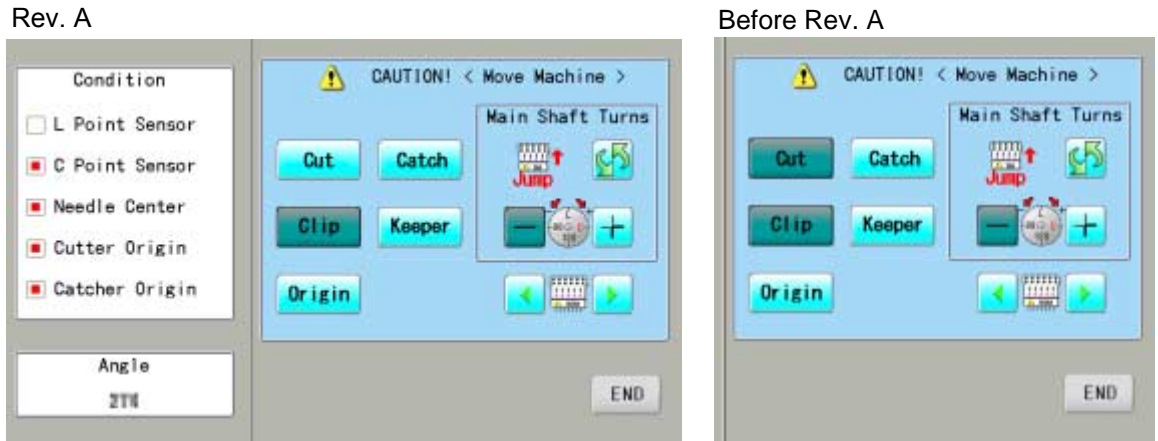 Rev. A
Condition
L Point Sensor
C Point Sensor
Needle Center
Cutter Origin
Catcher Origin
Angle
CAUTION! < Move Machine >
Main Shaft Turns
Cut Catch
Jump
Clip Keeper
Origin
END
Before Rev. A
CAUTION! < Move Machine >
Main Shaft Turns
Cut Catch
Jump
Clip Keeper
Origin
END